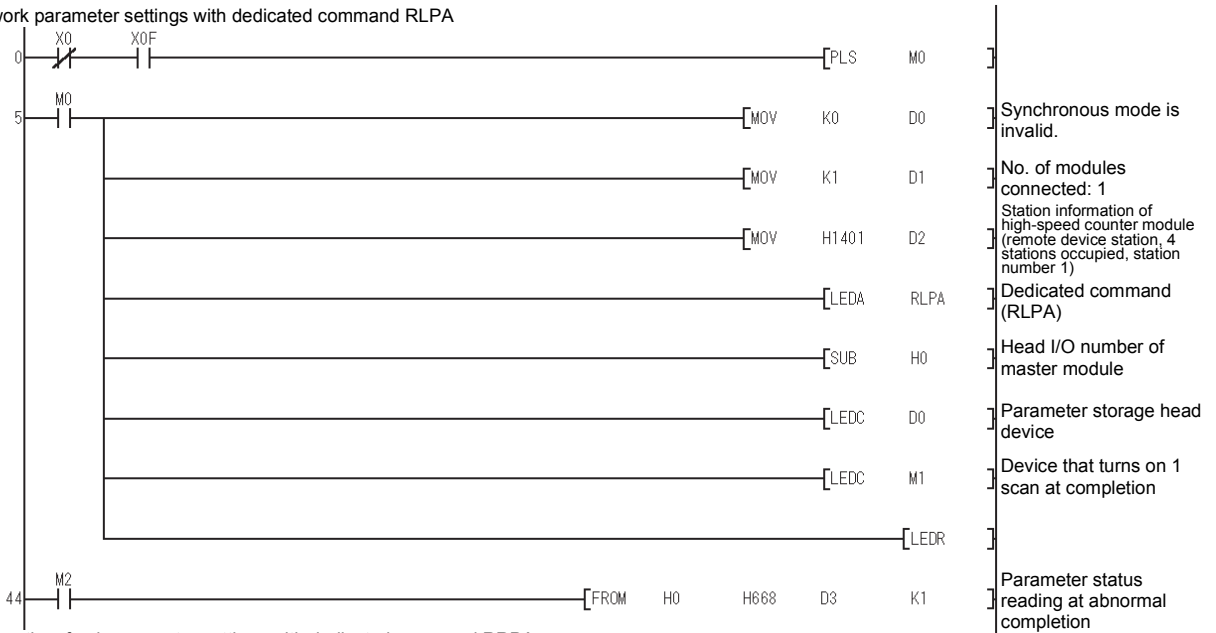 work parameter settings with dedicated command RLPA
X0 X0F
0 PLS M0
M0
5 MOV K0 D0 Synchronous mode is
invalid.
MOV K1 D1 No. of modules
connected: 1
Station information of
high-speed counter module
MOV H1401 D2 (remote device station, 4
stations occupied, station
number 1)
LEDA RLPA Dedicated command
(RLPA)
SUB H0 Head I/O number of
master module
LEDC D0 Parameter storage head
device
LEDC M1 Device that turns on 1
scan at completion
LEDR
M2 Parameter status
44 FROM H0 H668 D3 K1 reading at abnormal
completion